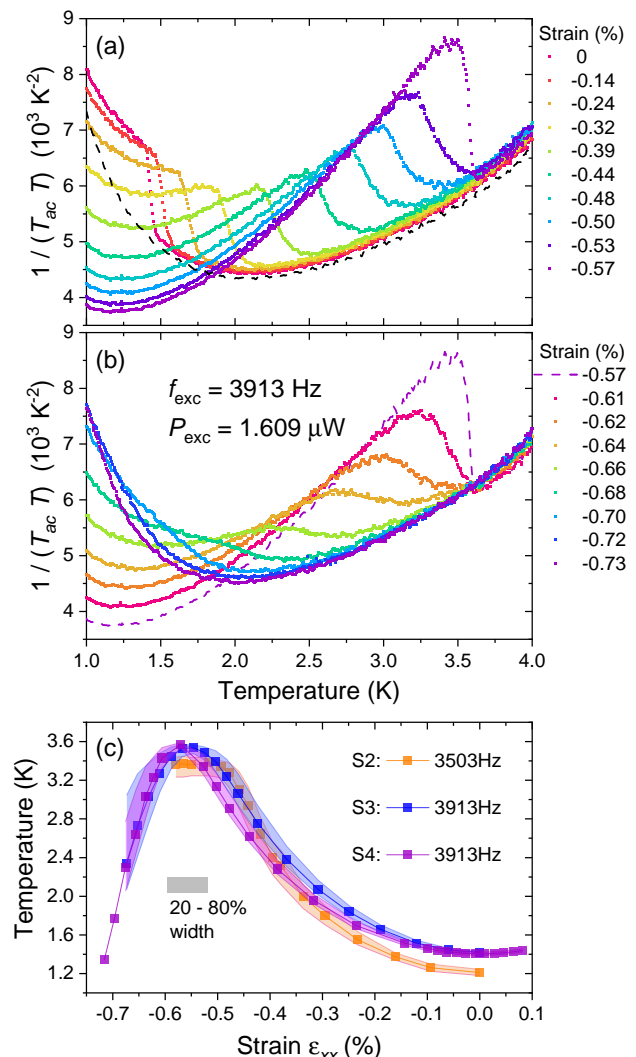 (a)
Strain (%)
0
-0.14
-0.24
-0.32
-0.39
-0.44
-0.48
-0.50
-0.53
-0.57
9
8
7
6
5
4
1 / (Tac T) (10³ K⁻²)
(b)
fexc = 3913 Hz
Pexc = 1.609 μW
Strain (%)
-0.57
-0.61
-0.62
-0.64
-0.66
-0.68
-0.70
-0.72
-0.73
9
8
7
6
5
4
1 / (Tac T) (10³ K⁻²)
1.0 1.5 2.0 2.5 3.0 3.5 4.0
Temperature (K)
(c)
S2: 3503Hz
S3: 3913Hz
S4: 3913Hz
20 - 80%
width
3.6
3.2
2.8
2.4
2.0
1.6
1.2
Temperature (K)
-0.7 -0.6 -0.5 -0.4 -0.3 -0.2 -0.1 0.0 0.1
Strain εxx (%)